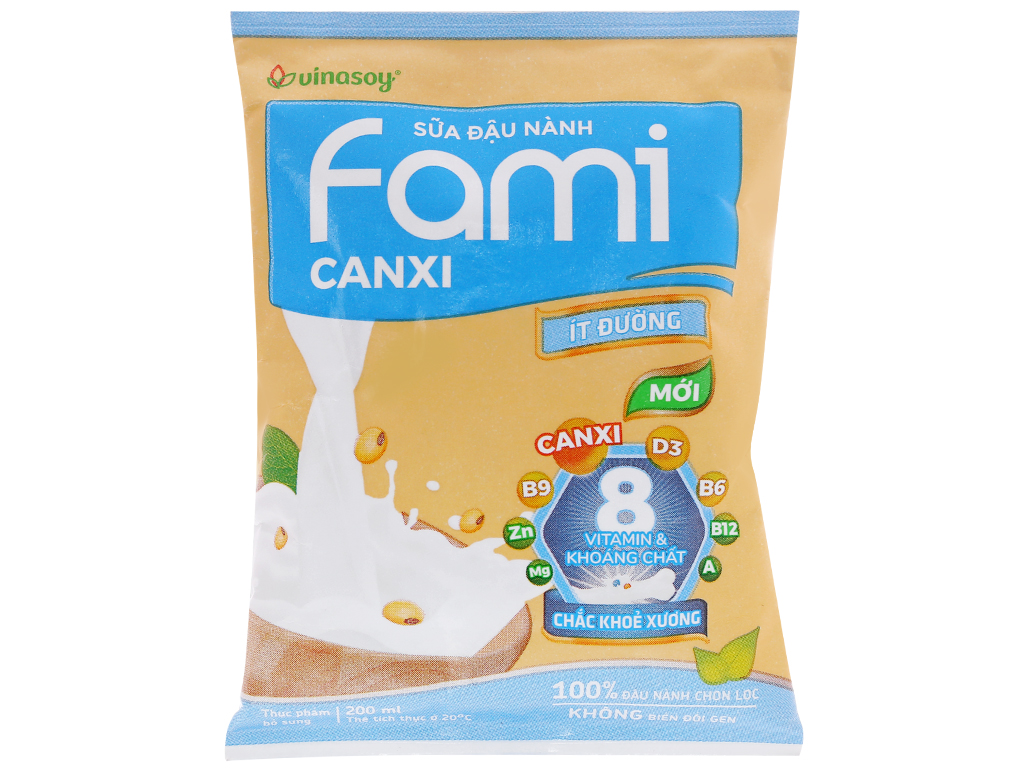 vinasoy®
SỮA ĐẬU NÀNH
Fami
CANXI
ÍT ĐƯỜNG
MỚI
CANXI
D3
B9
B6
Zn
B12
Mg
A
8
VITAMIN &
KHOÁNG CHẤT
CHẮC KHOẺ XƯƠNG
100% ĐẬU NÀNH CHỌN LỌC
KHÔNG BIẾN ĐỔI GEN
Thực phẩm
bổ sung
200 ml
Thể tích thực ở 20°C